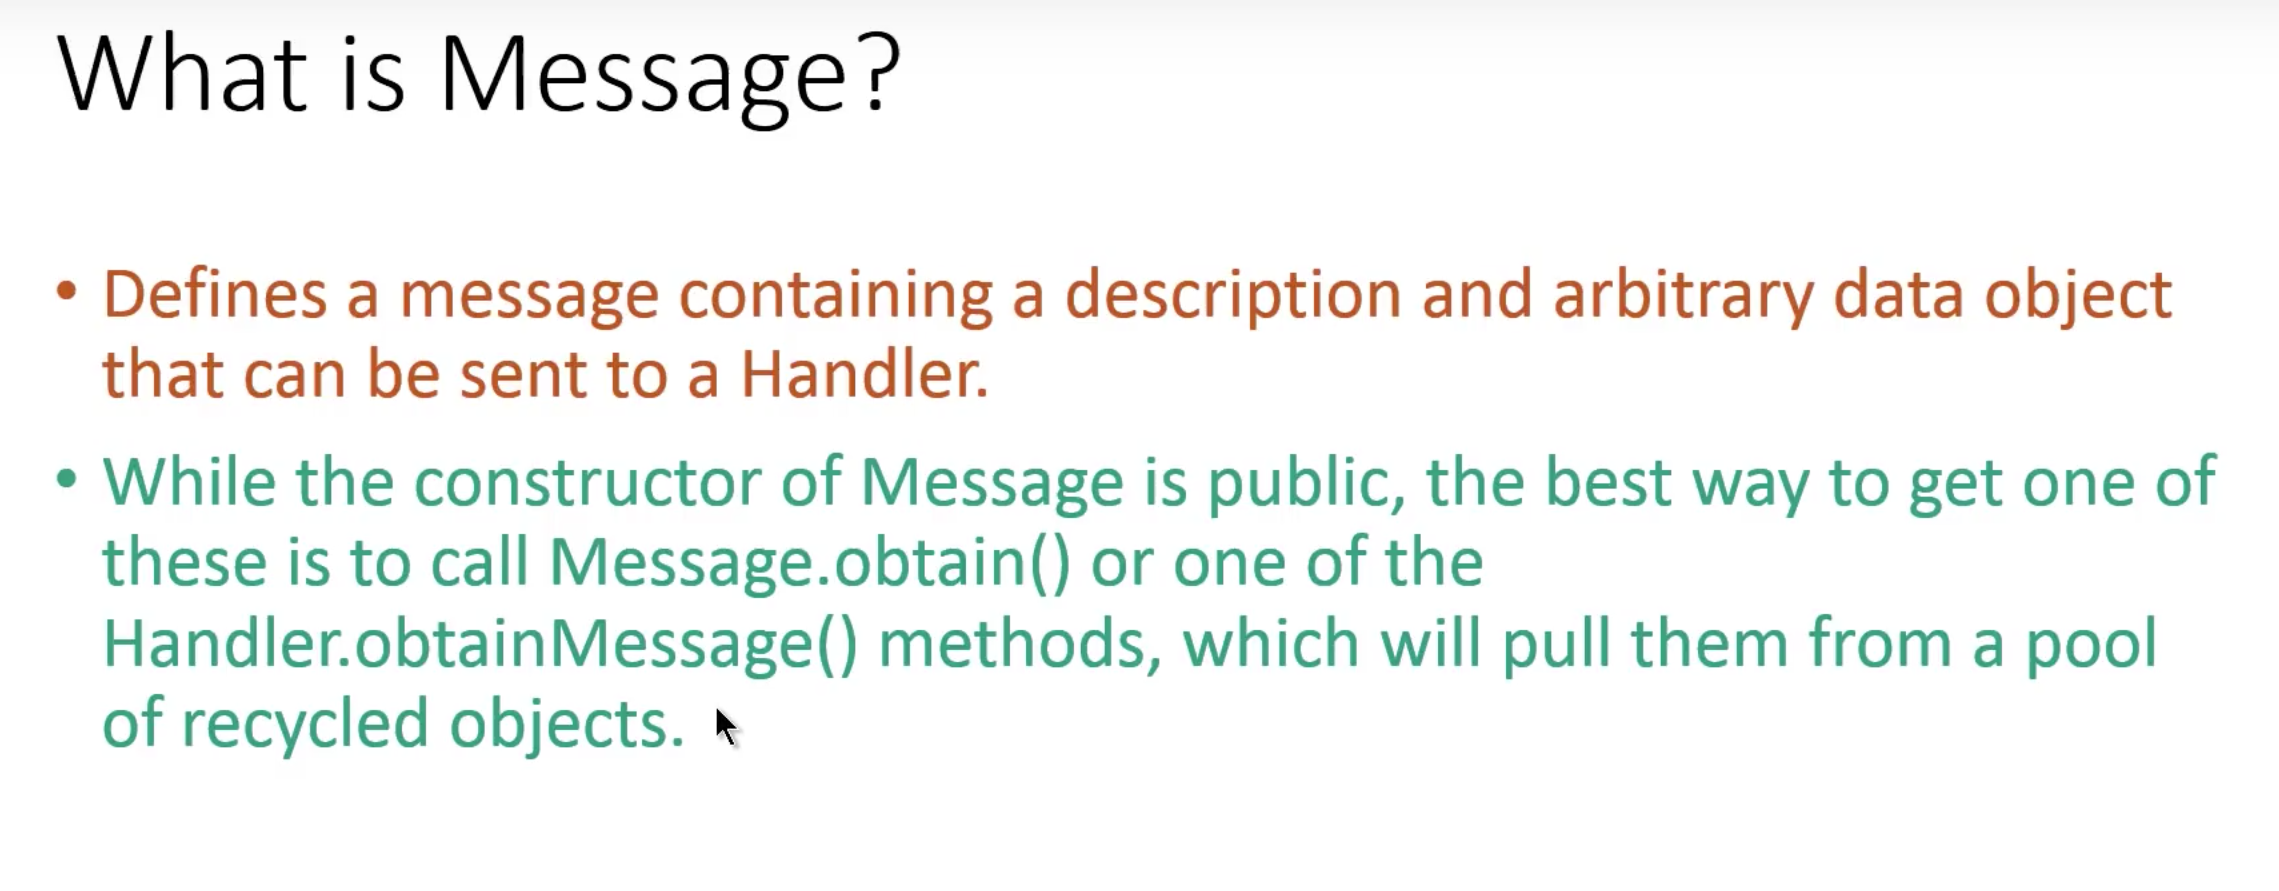 What is Message?
• Defines a message containing a description and arbitrary data object
that can be sent to a Handler.
• While the constructor of Message is public, the best way to get one of
these is to call Message.obtain() or one of the
Handler.obtainMessage() methods, which will pull them from a pool
of recycled objects.